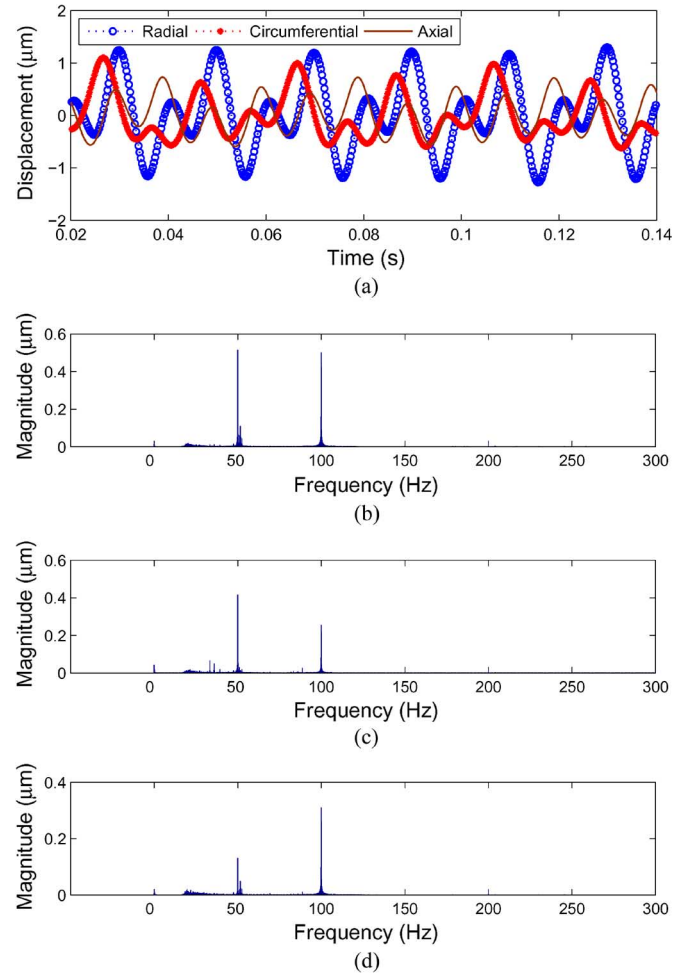 Radial Circumferential Axial
Displacement (μm)
2
1
0
−1
−2
0.02 0.04 0.06 0.08 0.1 0.12 0.14
Time (s)
(a)
Magnitude (μm)
0.6
0.4
0.2
0
0 50 100 150 200 250 300
Frequency (Hz)
(b)
Magnitude (μm)
0.6
0.4
0.2
0
0 50 100 150 200 250 300
Frequency (Hz)
(c)
Magnitude (μm)
0.4
0.2
0
0 50 100 150 200 250 300
Frequency (Hz)
(d)